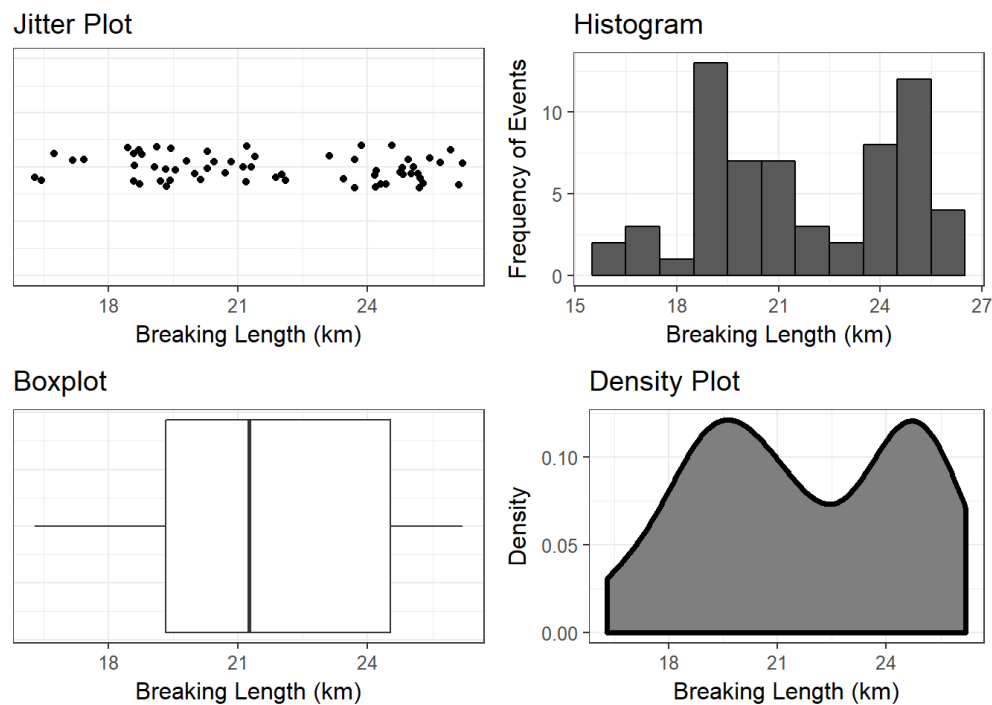 Jitter Plot
18 21 24
Breaking Length (km)
Histogram
Frequency of Events
10
5
0
15 18 21 24 27
Breaking Length (km)
Boxplot
18 21 24
Breaking Length (km)
Density Plot
Density
0.10
0.05
0.00
18 21 24
Breaking Length (km)